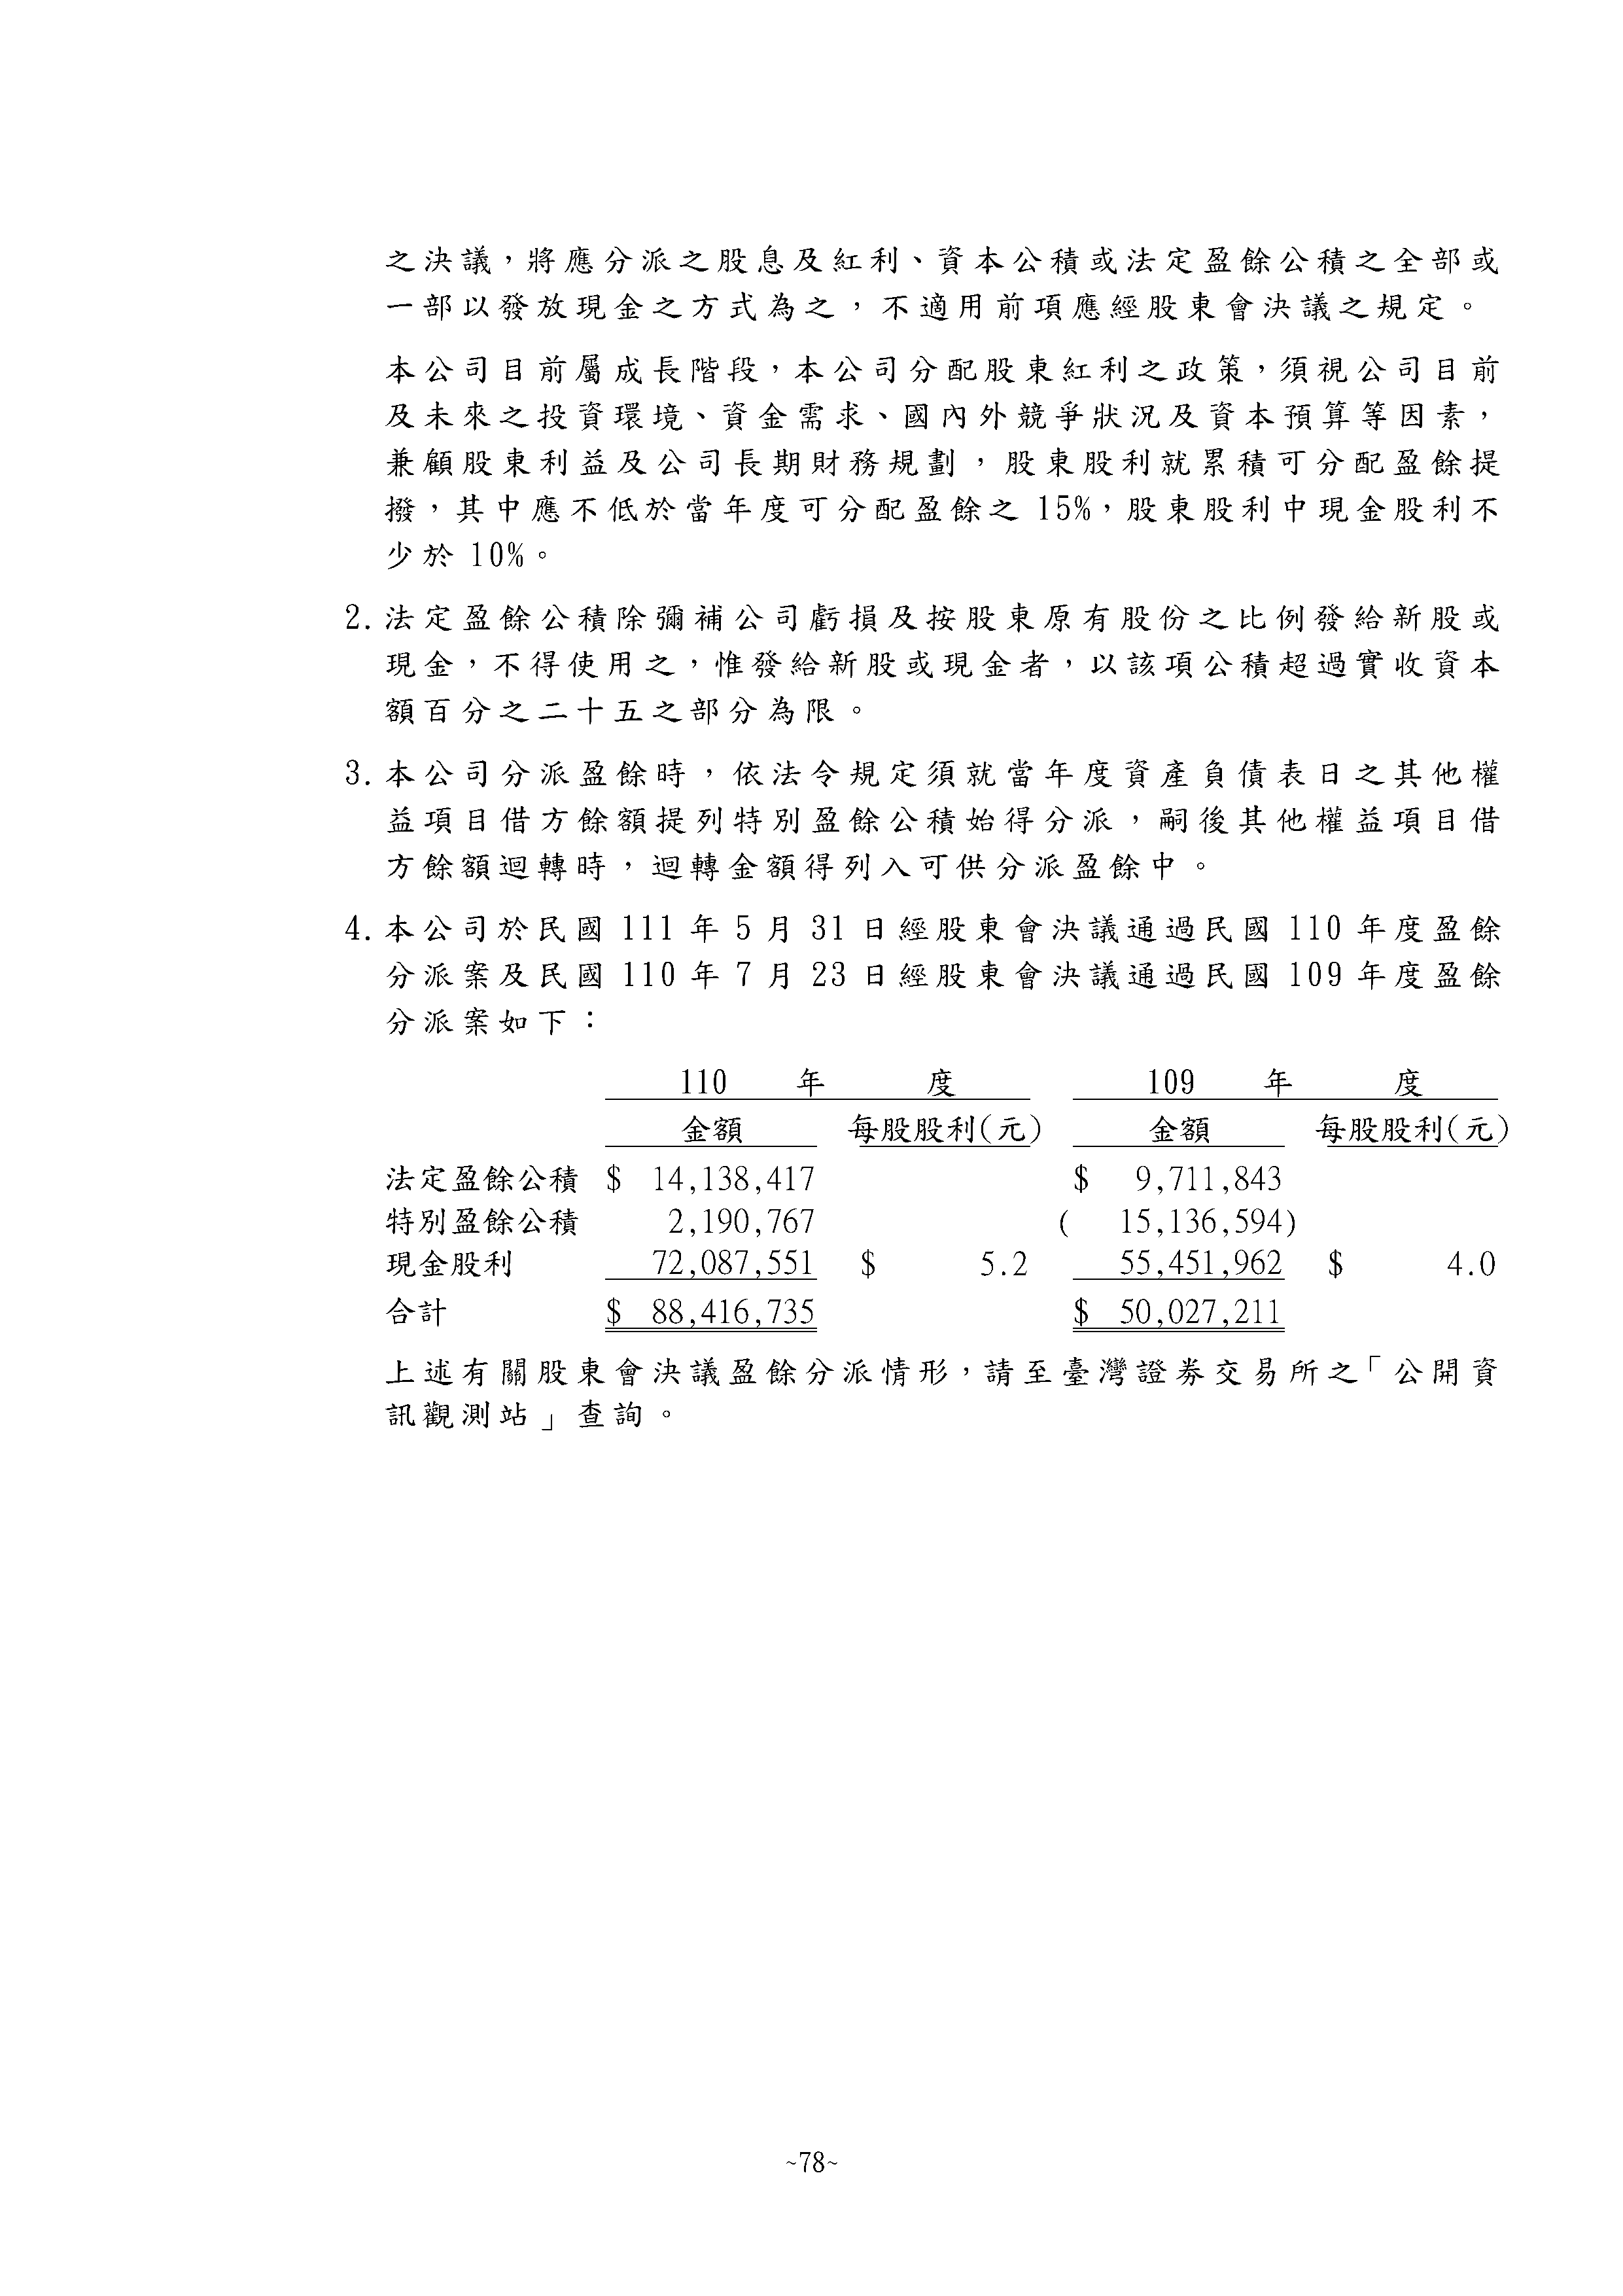 之決議，將應分派之股息及紅利、資本公積或法定盈餘公積之全部或
一部以發放現金之方式為之，不適用前項應經股東會決議之規定。
本公司目前屬成長階段，本公司分配股東紅利之政策，須視公司目前
及未來之投資環境、資金需求、國內外競爭狀況及資本預算等因素，
兼顧股東利益及公司長期財務規劃，股東股利就累積可分配盈餘提
撥，其中應不低於當年度可分配盈餘之 15%，股東股利中現金股利不
少於 10%。
2. 法定盈餘公積除彌補公司虧損及按股東原有股份之比例發給新股或
現金，不得使用之，惟發給新股或現金者，以該項公積超過實收資本
額百分之二十五之部分為限。
3. 本公司分派盈餘時，依法令規定須就當年度資產負債表日之其他權
益項目借方餘額提列特別盈餘公積始得分派，嗣後其他權益項目借
方餘額迴轉時，迴轉金額得列入可供分派盈餘中。
4. 本公司於民國 111 年 5 月 31 日經股東會決議通過民國 110 年度盈餘
分派案及民國 110 年 7 月 23 日經股東會決議通過民國 109 年度盈餘
分派案如下：
110 年 度 109 年 度
金額 每股股利(元) 金額 每股股利(元)
法定盈餘公積 $ 14,138,417 $ 9,711,843
特別盈餘公積 2,190,767 ( 15,136,594)
現金股利 72,087,551 $ 5.2 55,451,962 $ 4.0
合計 $ 88,416,735 $ 50,027,211
上述有關股東會決議盈餘分派情形，請至臺灣證券交易所之「公開資
訊觀測站」查詢。
~78~